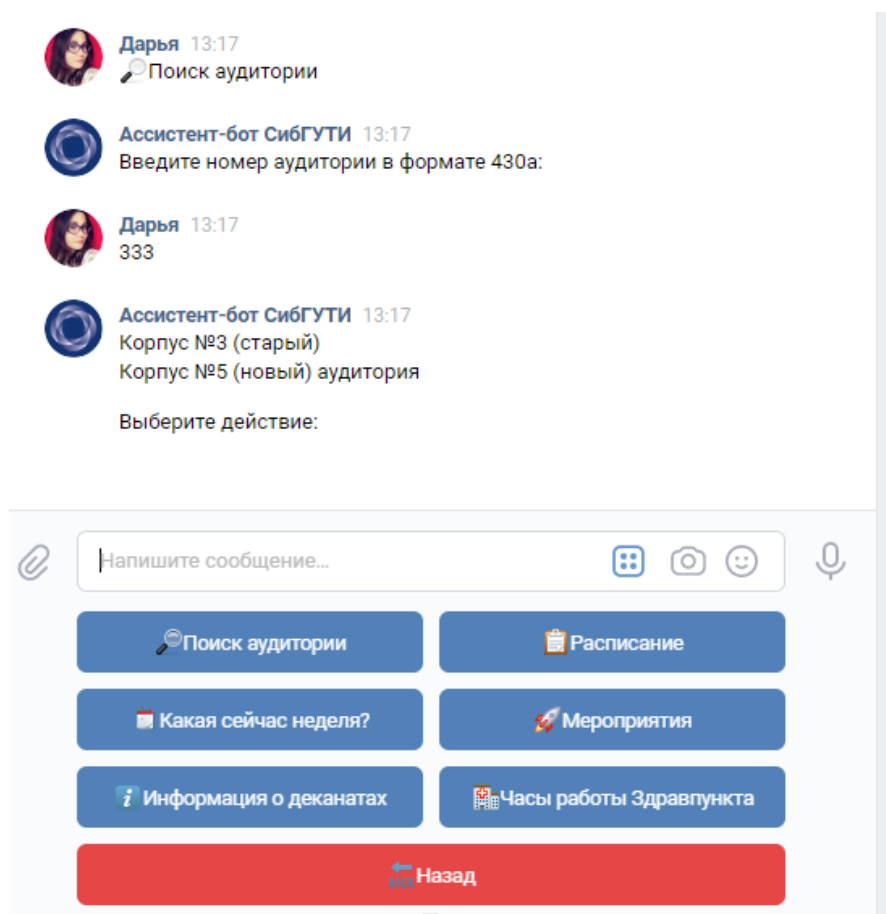 Дарья 13:17
🔎Поиск аудитории
Ассистент-бот СибГУТИ 13:17
Введите номер аудитории в формате 430а:
Дарья 13:17
333
Ассистент-бот СибГУТИ 13:17
Корпус №3 (старый)
Корпус №5 (новый) аудитория
Выберите действие:
Напишите сообщение...
🔎Поиск аудитории
📋Расписание
🗓Какая сейчас неделя?
🚀Мероприятия
ℹИнформация о деканатах
🏥Часы работы Здравпункта
🔙Назад